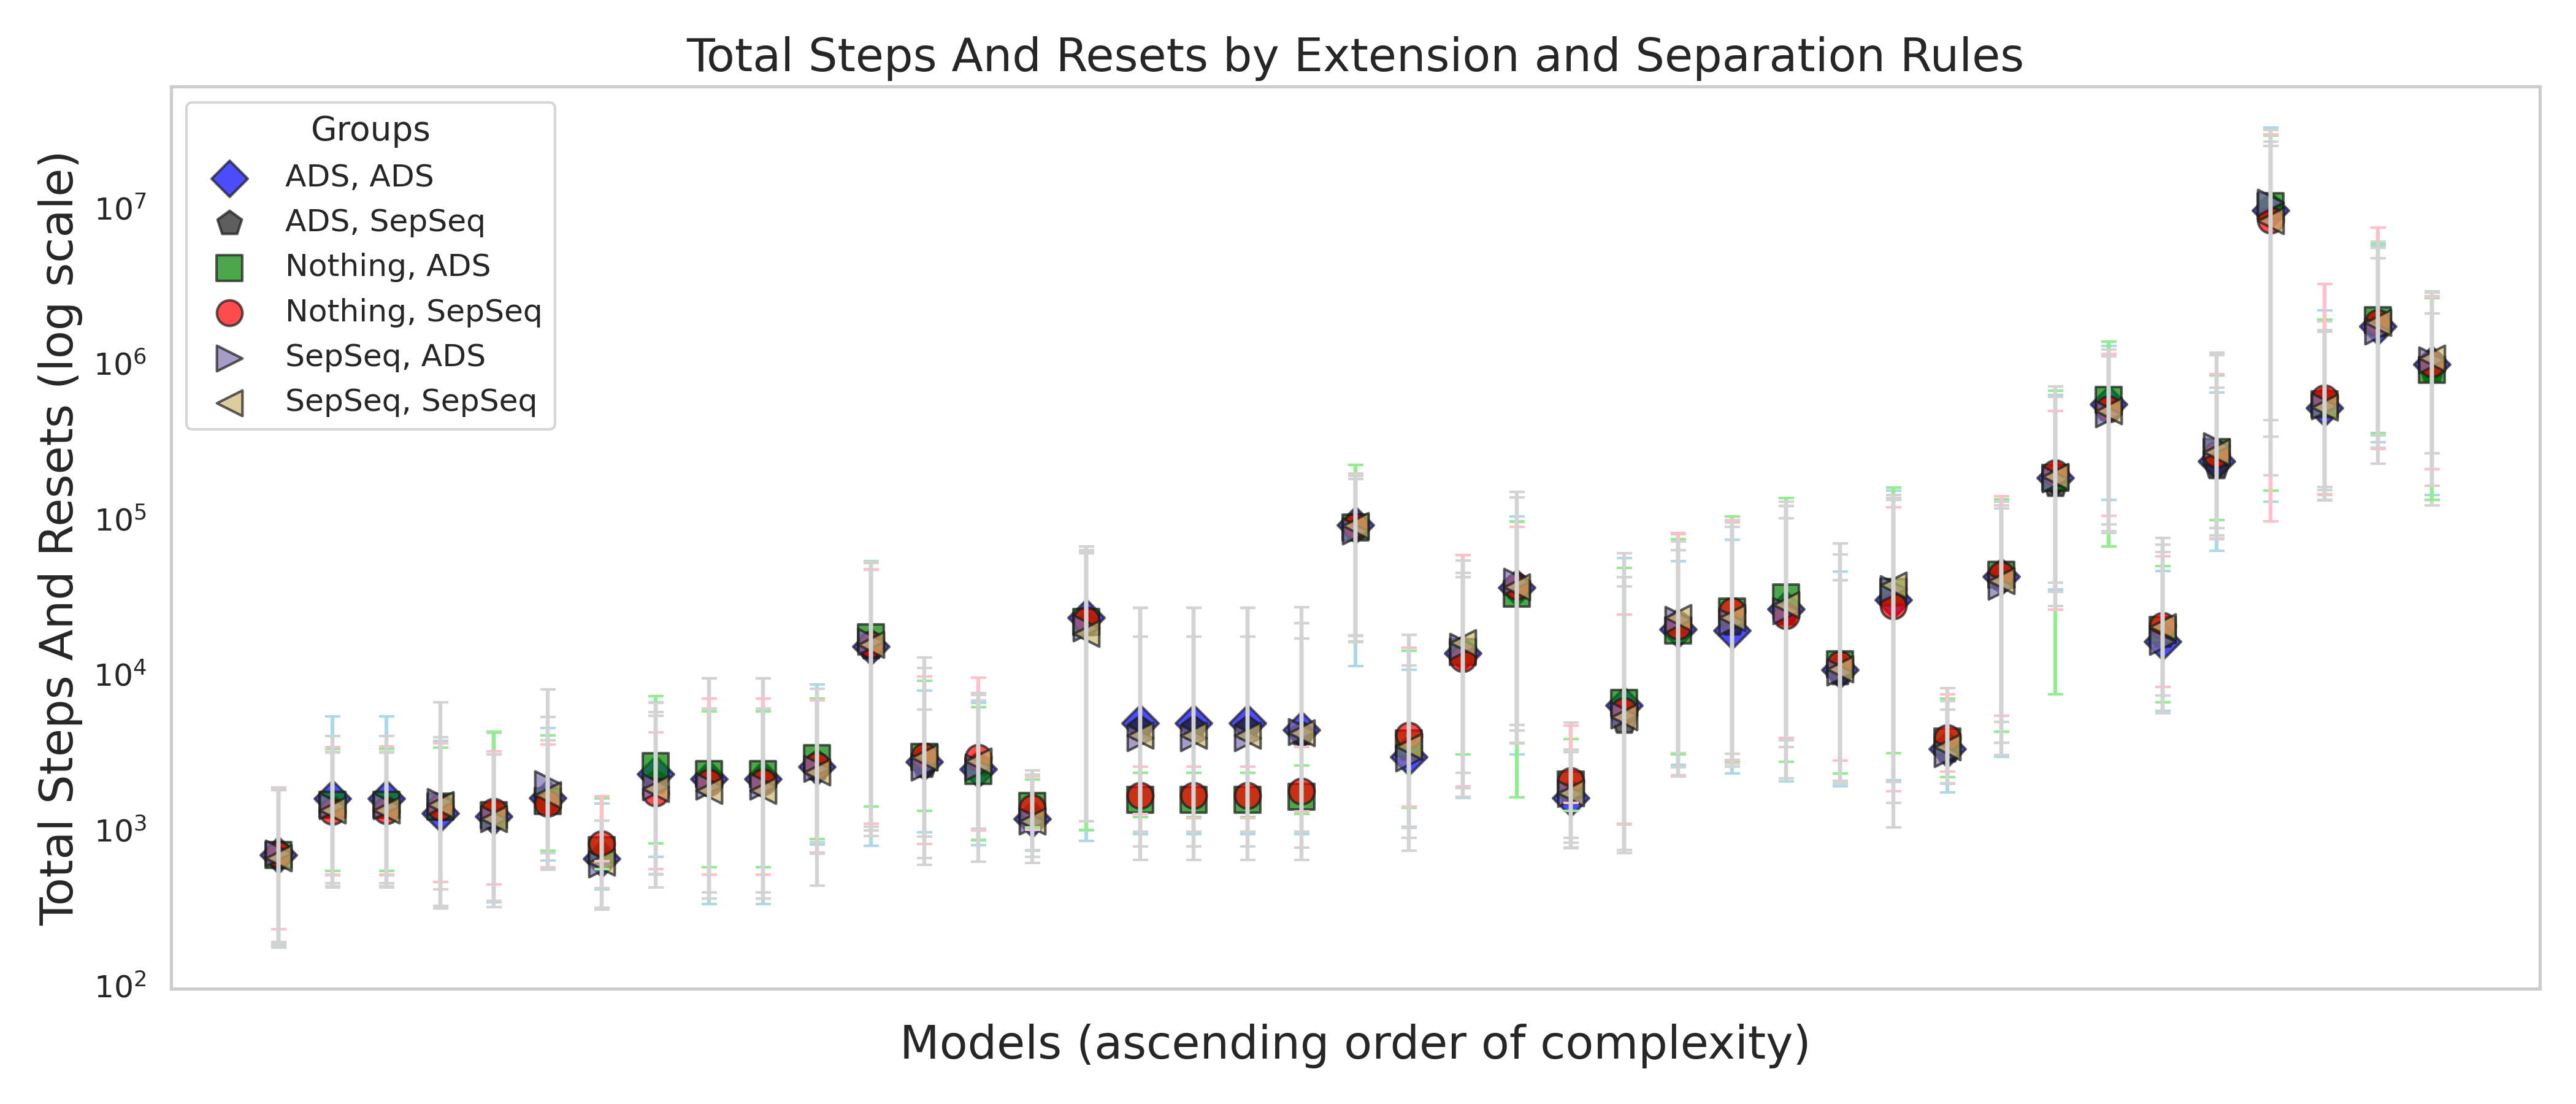 Total Steps And Resets by Extension and Separation Rules
Total Steps And Resets (log scale)
10⁷
10⁶
10⁵
10⁴
10³
10²
Groups
ADS, ADS
ADS, SepSeq
Nothing, ADS
Nothing, SepSeq
SepSeq, ADS
SepSeq, SepSeq
Models (ascending order of complexity)